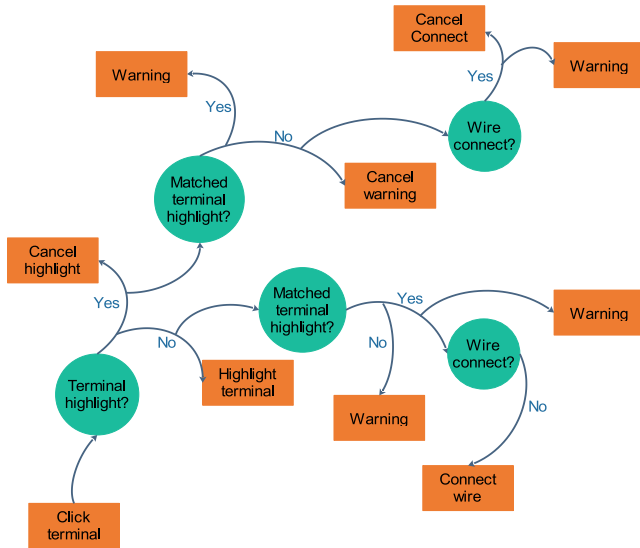 Cancel
Connect
Warning
Warning
Yes
Yes
Wire
connect?
No
Matched
terminal
highlight?
Cancel
warning
Cancel
highlight
Yes
Matched
terminal
highlight?
Yes
Warning
No
No
Wire
connect?
Terminal
highlight?
Highlight
terminal
Warning
No
Connect
wire
Click
terminal